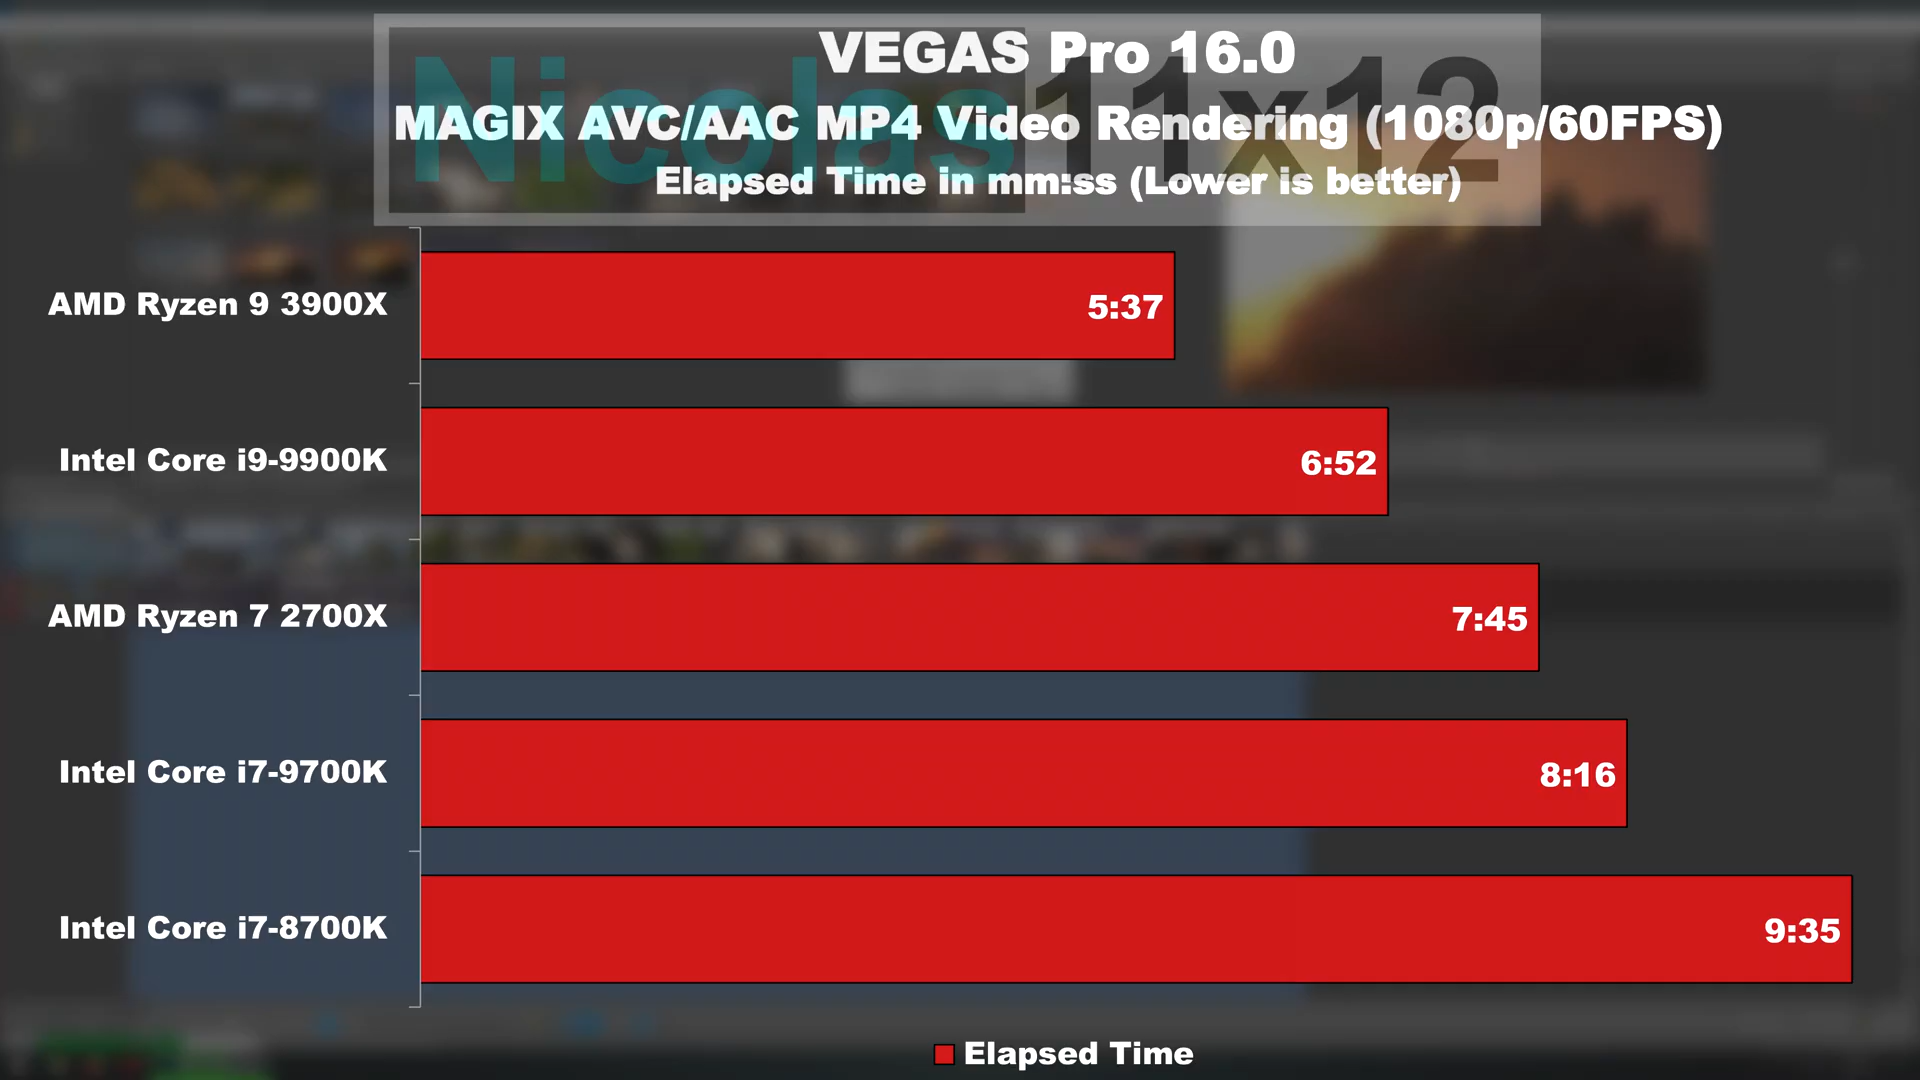 VEGAS Pro 16.0
Nicolas11x12
MAGIX AVC/AAC MP4 Video Rendering (1080p/60FPS)
Elapsed Time in mm:ss (Lower is better)
AMD Ryzen 9 3900X
5:37
Intel Core i9-9900K
6:52
AMD Ryzen 7 2700X
7:45
Intel Core i7-9700K
8:16
Intel Core i7-8700K
9:35
Elapsed Time